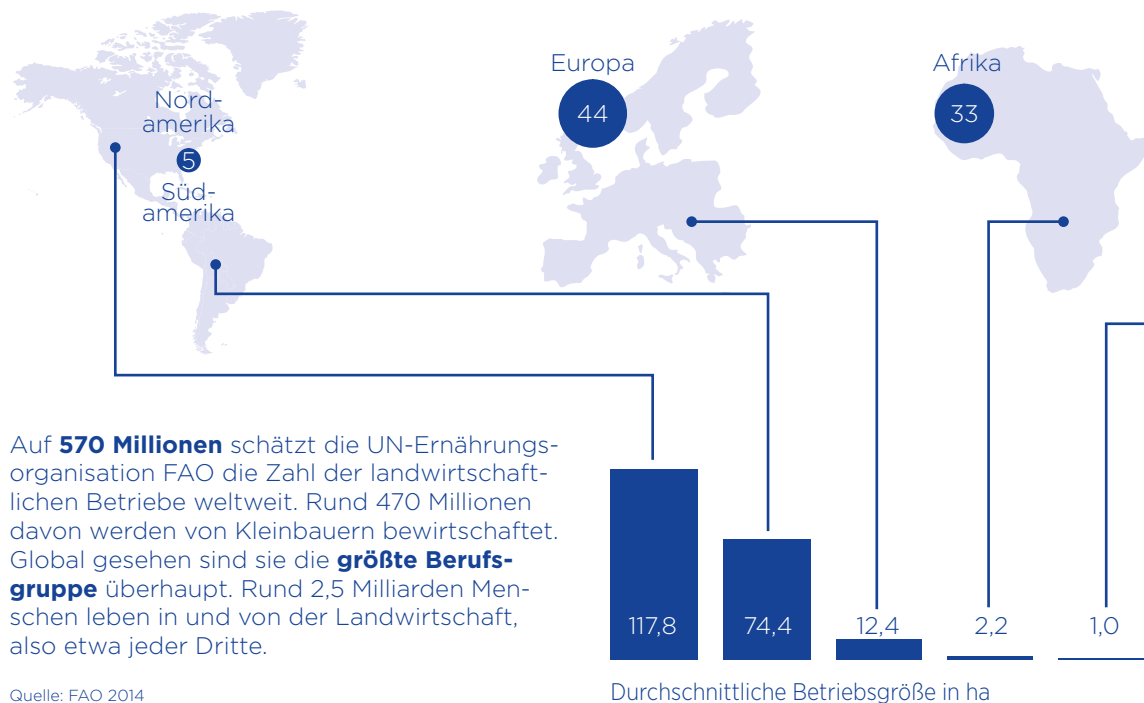 Nord-
amerika
5
Süd-
amerika
Europa
44
Afrika
33
Auf 570 Millionen schätzt die UN-Ernährungs-
organisation FAO die Zahl der landwirtschaft-
lichen Betriebe weltweit. Rund 470 Millionen
davon werden von Kleinbauern bewirtschaftet.
Global gesehen sind sie die größte Berufs-
gruppe überhaupt. Rund 2,5 Milliarden Men-
schen leben in und von der Landwirtschaft,
also etwa jeder Dritte.
Quelle: FAO 2014
117,8
74,4
12,4
2,2
1,0
Durchschnittliche Betriebsgröße in ha